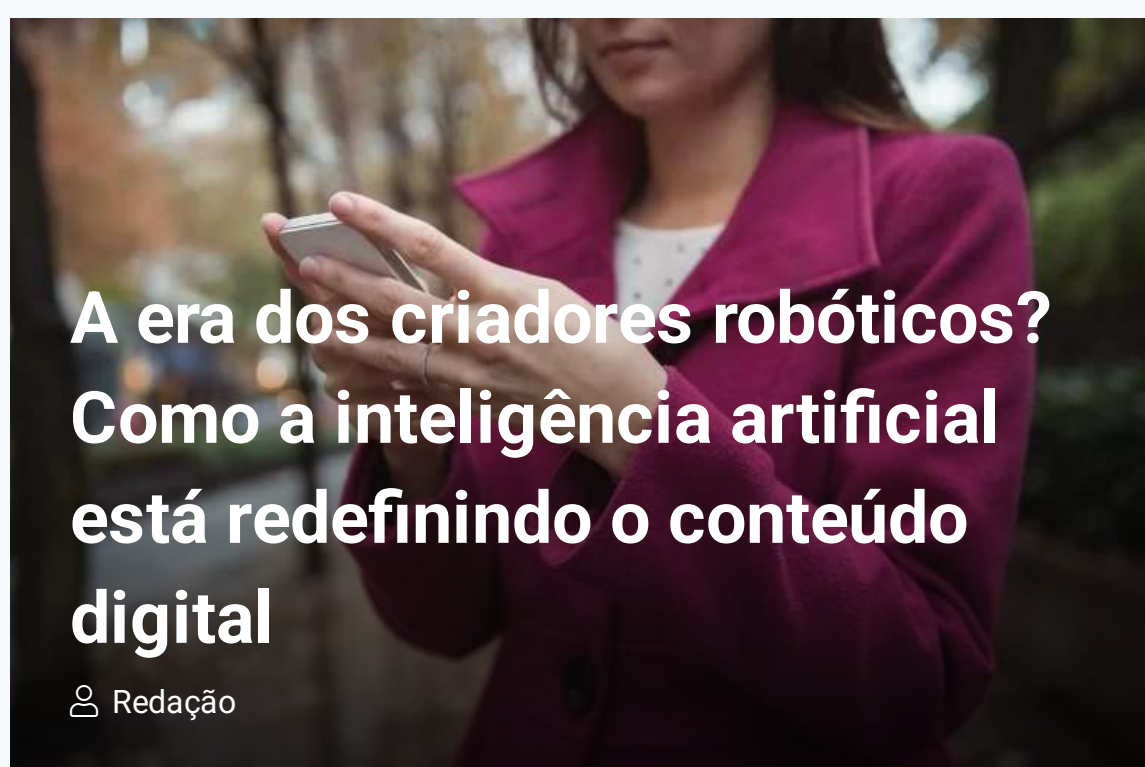 A era dos criadores robóticos?
Como a inteligência artificial
está redefinindo o conteúdo
digital
Redação